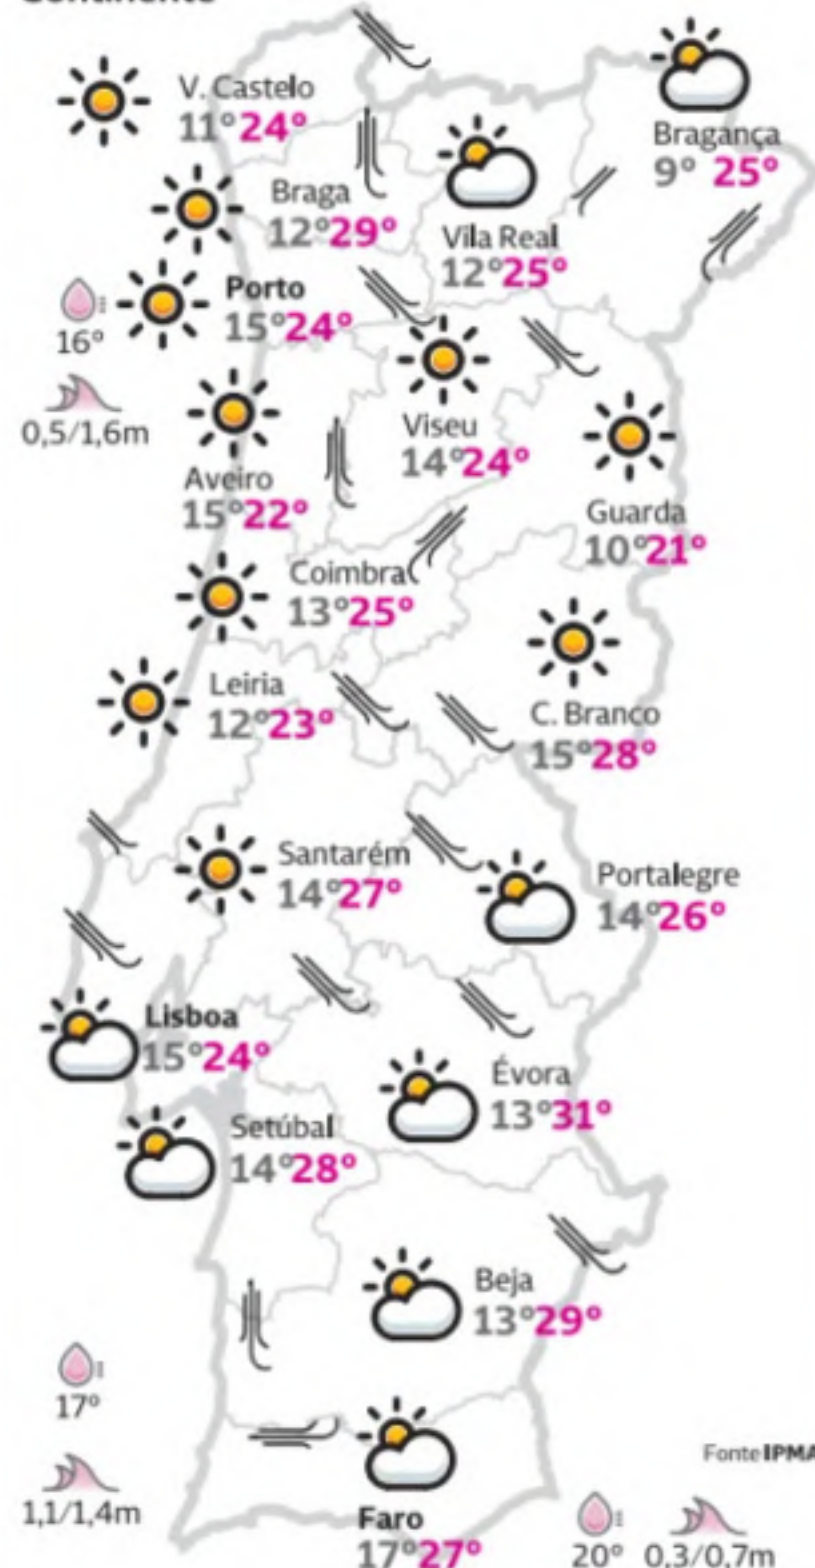 V. Castelo
11° 24°
Bragança
9° 25°
Braga
12° 29°
Vila Real
12° 25°
Porto
15° 24°
16°
0,5/1,6m
Viseu
14° 24°
Aveiro
15° 22°
Guarda
10° 21°
Coimbra
13° 25°
Leiria
12° 23°
C. Branco
15° 28°
Santarém
14° 27°
Portalegre
14° 26°
Lisboa
15° 24°
Évora
13° 31°
Setúbal
14° 28°
Beja
13° 29°
17°
1,1/1,4m
Fonte IPMA
Faro
17° 27°
20° 0,3/0,7m